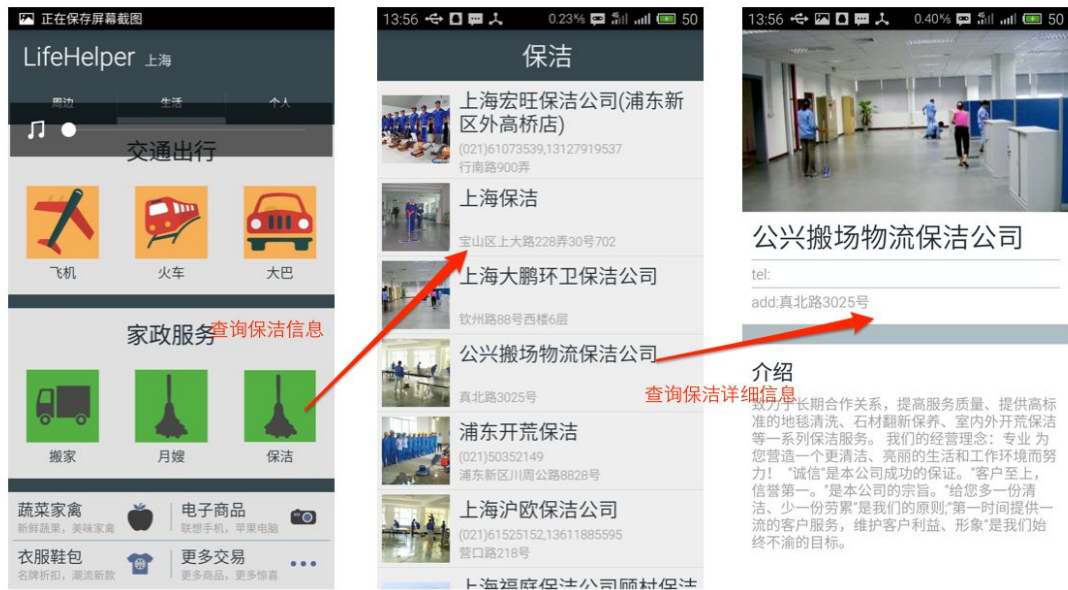 正在保存屏幕截图
LifeHelper 上海
周边 生活 个人
交通出行
飞机 火车 大巴
家政服务
查询保洁信息
搬家 月嫂 保洁
蔬菜家禽
新鲜蔬果，美味家禽
电子商品
联想手机，苹果电脑
衣服鞋包
名牌折扣，潮流新款
更多交易
更多商品，更多惊喜
13:56 0.23K/s 50
保洁
上海宏旺保洁公司(浦东新
区外高桥店)
(021)61073539,13127919537
行南路900弄
上海保洁
宝山区上大路228弄30号702
上海大鹏环卫保洁公司
钦州路88号西楼6层
公兴搬场物流保洁公司
真北路3025号
查询保洁详细信息
浦东开荒保洁
(021)50352149
浦东新区川周公路8828号
上海沪欧保洁公司
(021)61525152,13611885595
营口路218号
上海福庭保洁公司顾村保洁
13:56 0.40K/s 50
公兴搬场物流保洁公司
tel:
add:真北路3025号
介绍
致力于长期合作关系，提高服务质量、提供高标
准的地毯清洗、石材翻新保养、室内外开荒保洁
等一系列保洁服务。 我们的经营理念：专业 为
您营造一个更清洁、亮丽的生活和工作环境而努
力！ “诚信”是本公司成功的保证。“客户至上，
信誉第一。”是本公司的宗旨。“给您多一份清
洁、少一份劳累”是我们的原则;“第一时间提供一
流的客户服务，维护客户利益、形象”是我们始
终不渝的目标。